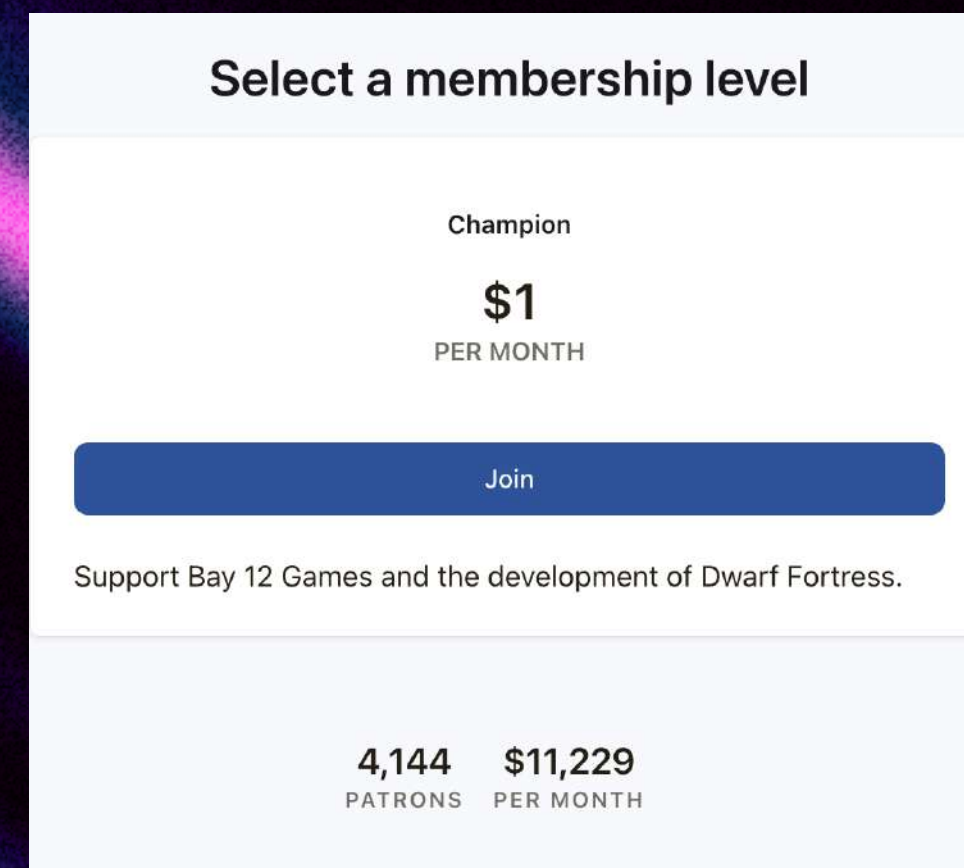 Select a membership level
Champion
$1
PER MONTH
Join
Support Bay 12 Games and the development of Dwarf Fortress.
4,144 $11,229
PATRONS PER MONTH